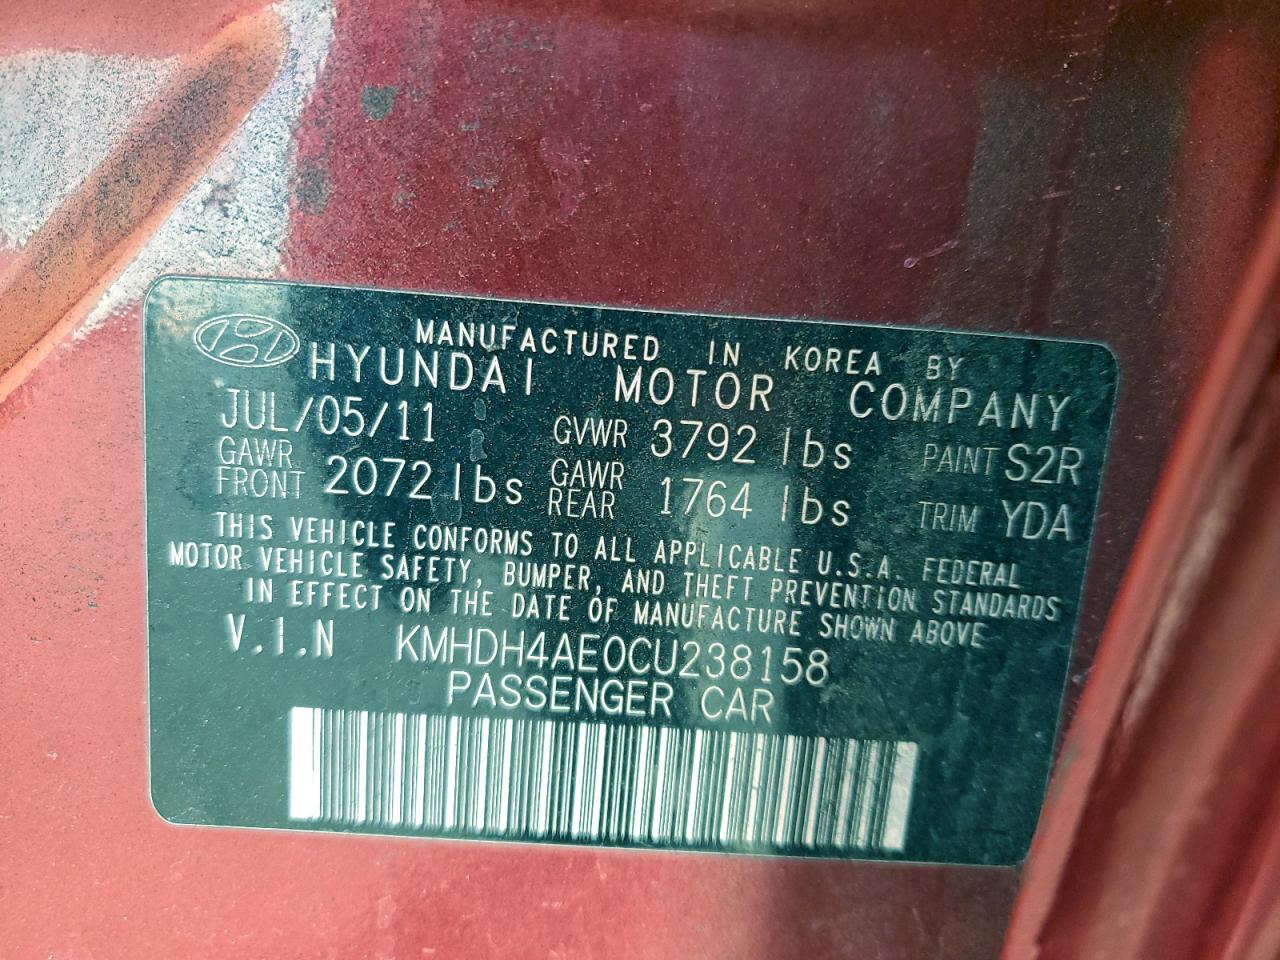 MANUFACTURED IN KOREA BY
HYUNDAI MOTOR COMPANY
JUL/05/11 GVWR 3792 lbs PAINT S2R
GAWR FRONT 2072 lbs GAWR REAR 1764 lbs TRIM YDA
THIS VEHICLE CONFORMS TO ALL APPLICABLE U.S.A. FEDERAL
MOTOR VEHICLE SAFETY, BUMPER, AND THEFT PREVENTION STANDARDS
IN EFFECT ON THE DATE OF MANUFACTURE SHOWN ABOVE
V.I.N KMHDH4AE0CU238158
PASSENGER CAR